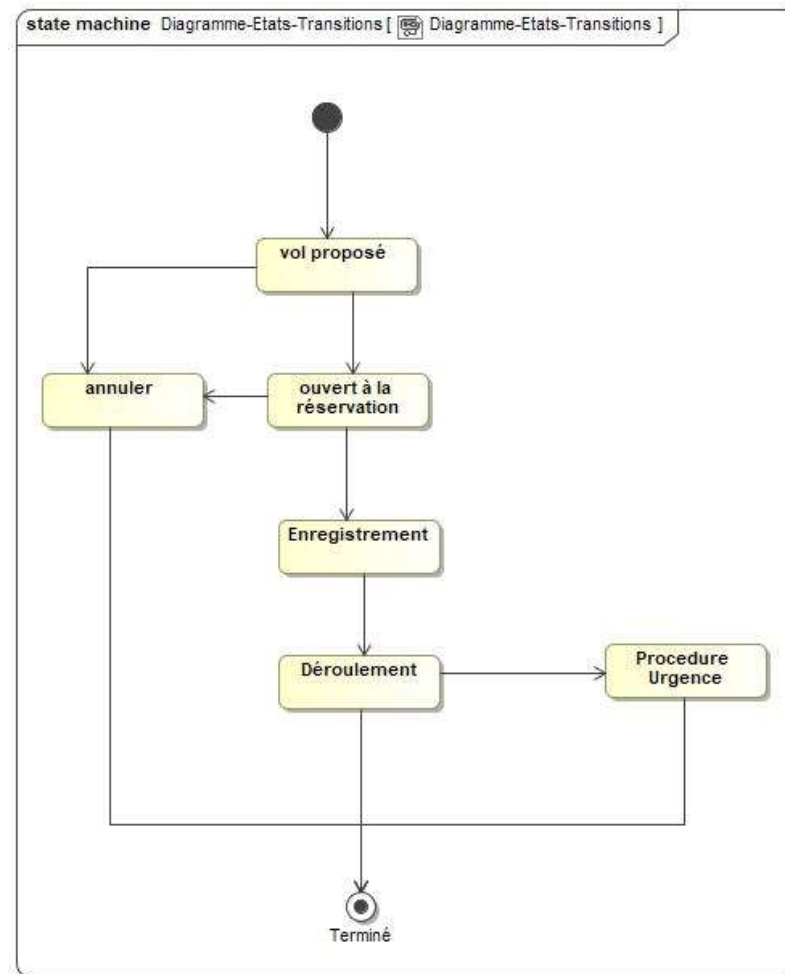 state machine Diagramme-Etats-Transitions [ Diagramme-Etats-Transitions ]
vol proposé
annuler
ouvert à la
réservation
Enregistrement
Déroulement
Procedure
Urgence
Terminé